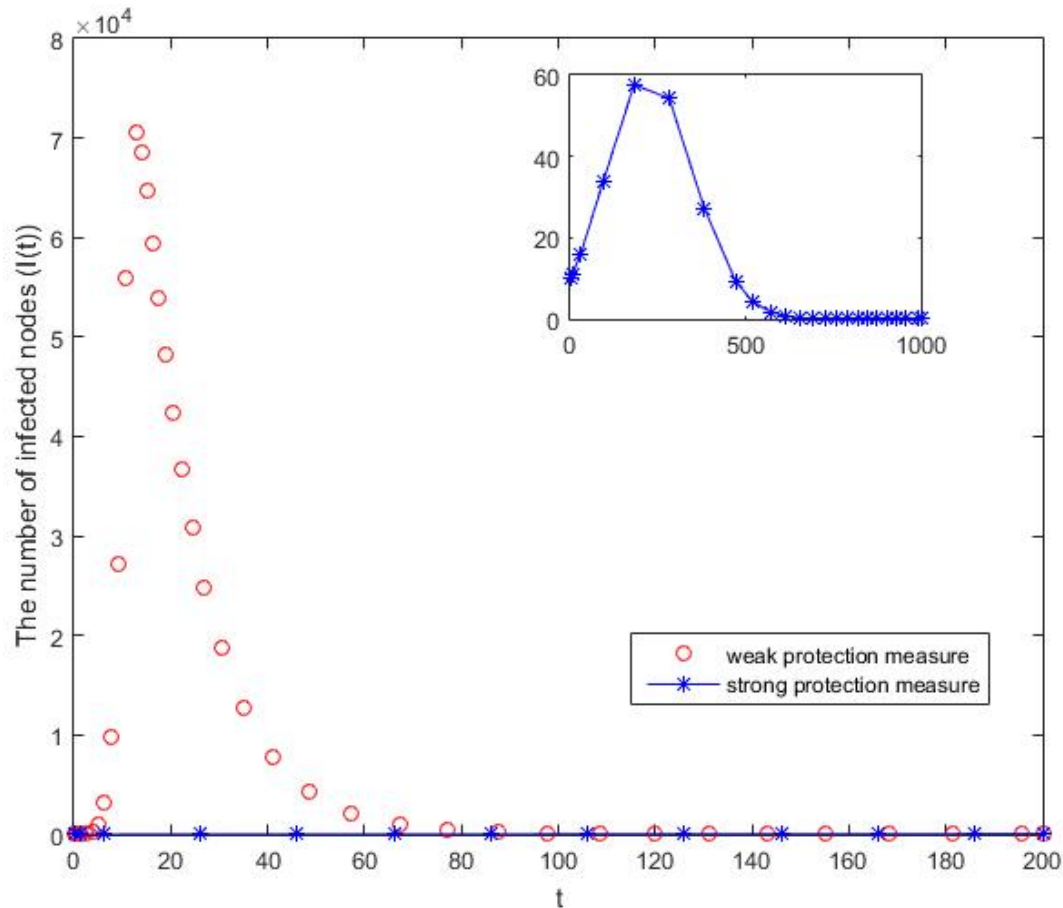 ×10⁴
8
7
6
5
4
3
2
1
0
The number of infected nodes (I(t))
60
40
20
0
0 500 1000
weak protection measure
strong protection measure
0 20 40 60 80 100 120 140 160 180 200
t